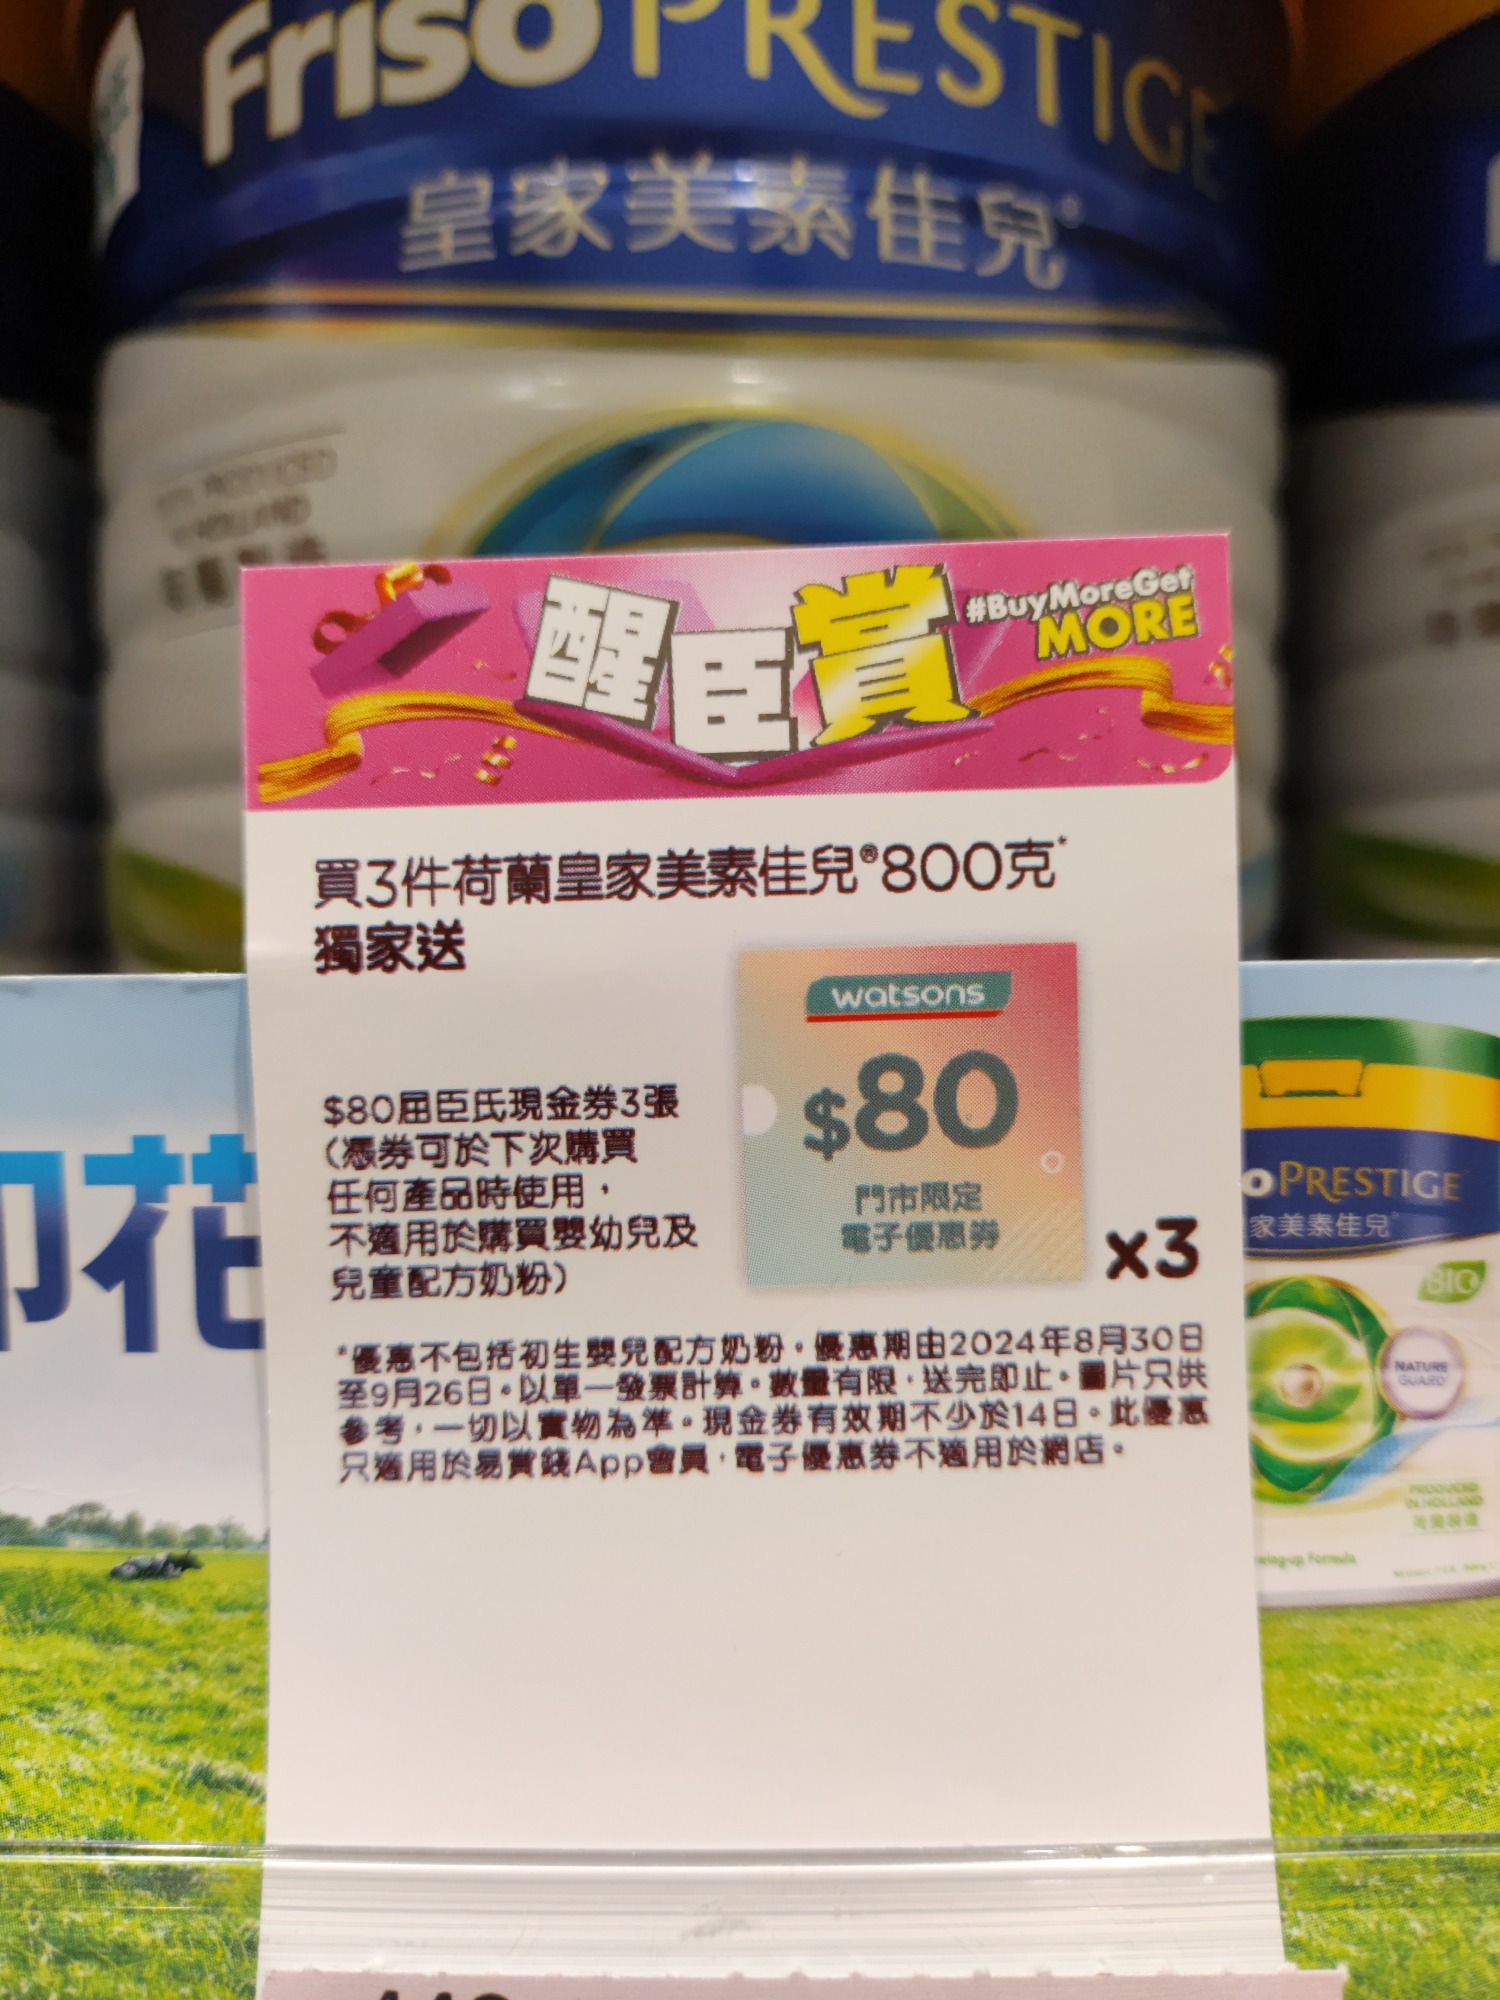 Friso PRESTIGE
皇家美素佳兒
醒臣賞
#BuyMoreGet
MORE
買3件荷蘭皇家美素佳兒®800克*
獨家送
watsons
$80
門市限定
電子優惠券
x3
$80屈臣氏現金券3張
(憑券可於下次購買
任何產品時使用，
不適用於購買嬰幼兒及
兒童配方奶粉)
*優惠不包括初生嬰兒配方奶粉。優惠期由2024年8月30日
至9月26日。以單一發票計算。數量有限，送完即止。圖片只供
參考，一切以實物為準。現金券有效期不少於14日。此優惠
只適用於易賞錢App會員，電子優惠券不適用於網店。
印花
PRESTIGE
家美素佳兒
BIO
NATURE
GUARD
PRODUCED
IN HOLLAND